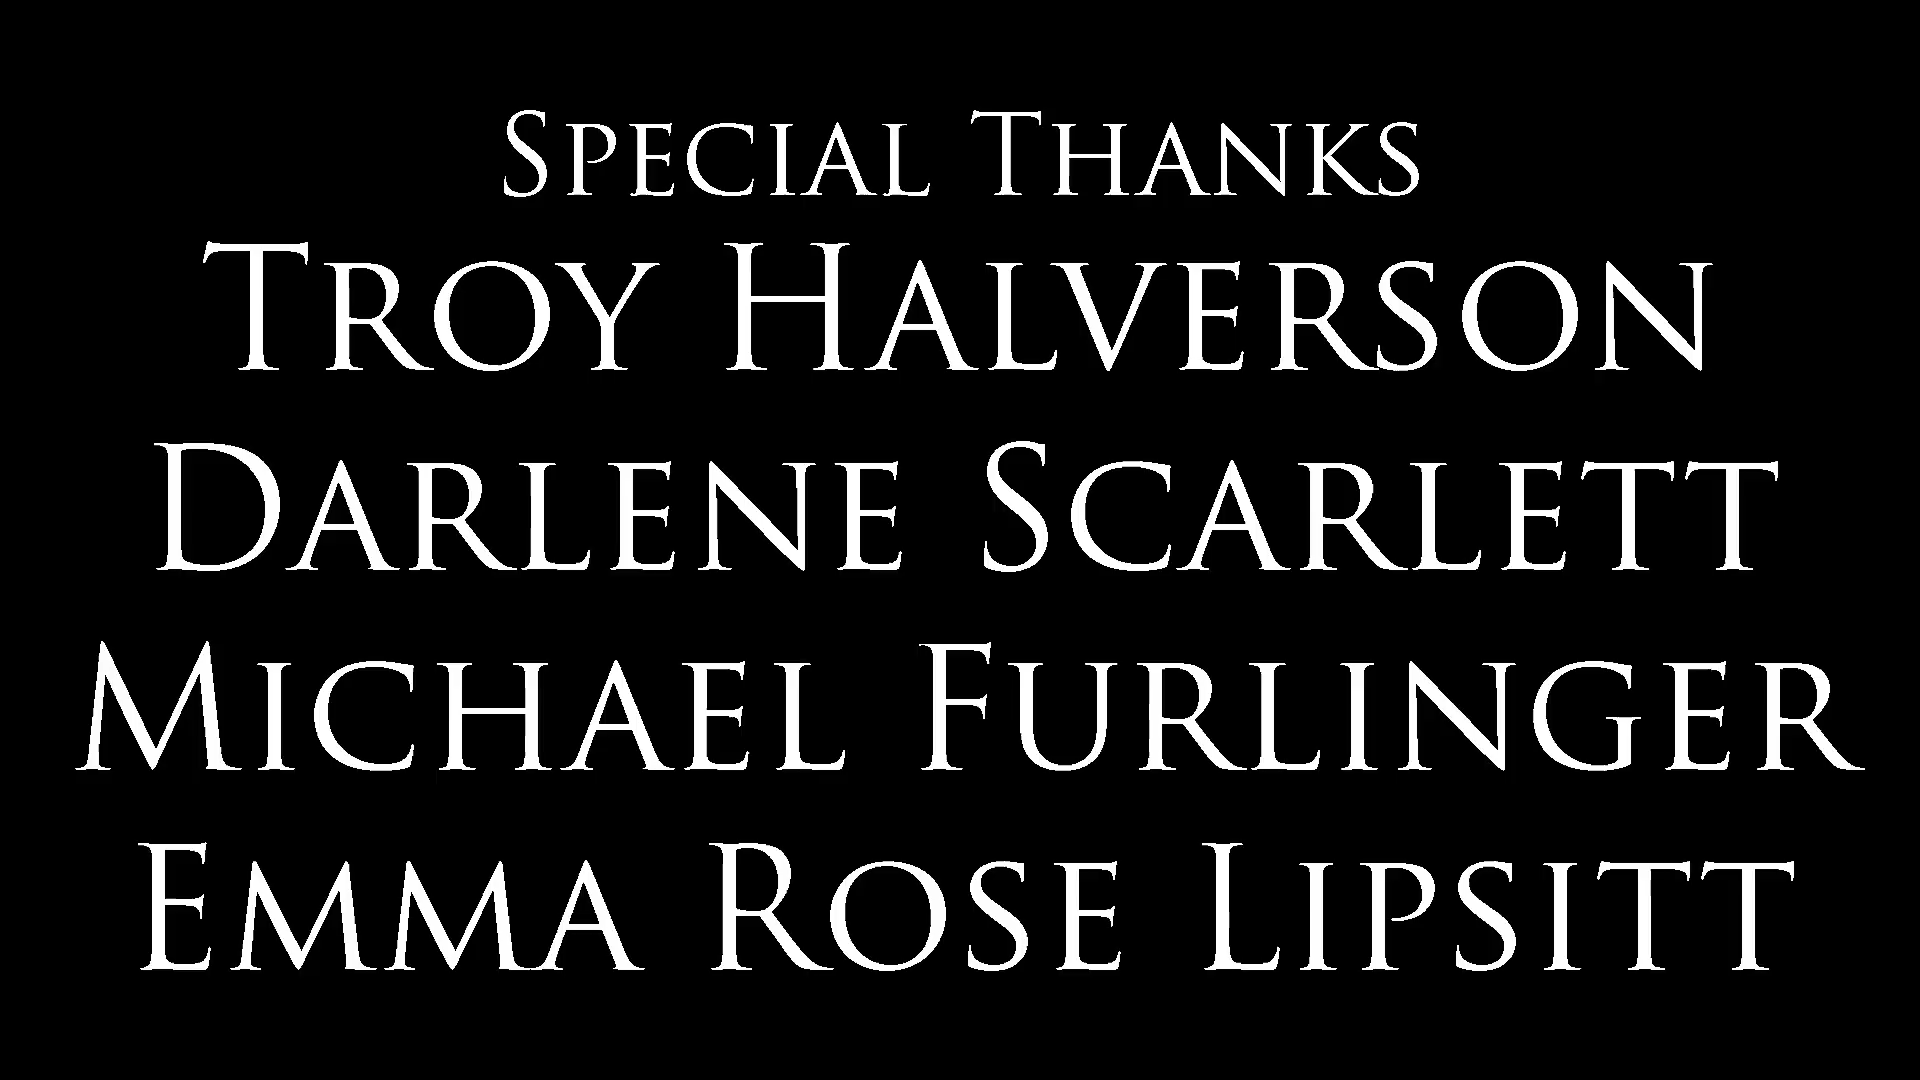 Special Thanks
Troy Halverson
Darlene Scarlett
Michael Furlinger
Emma Rose Lipsitt